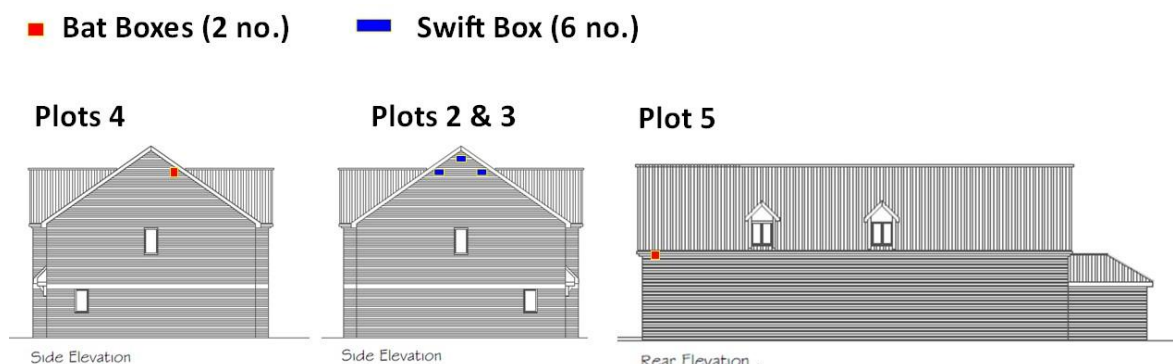 Bat Boxes (2 no.) Swift Box (6 no.)
Plots 4 Plots 2 & 3 Plot 5
Side Elevation Side Elevation Rear Elevation